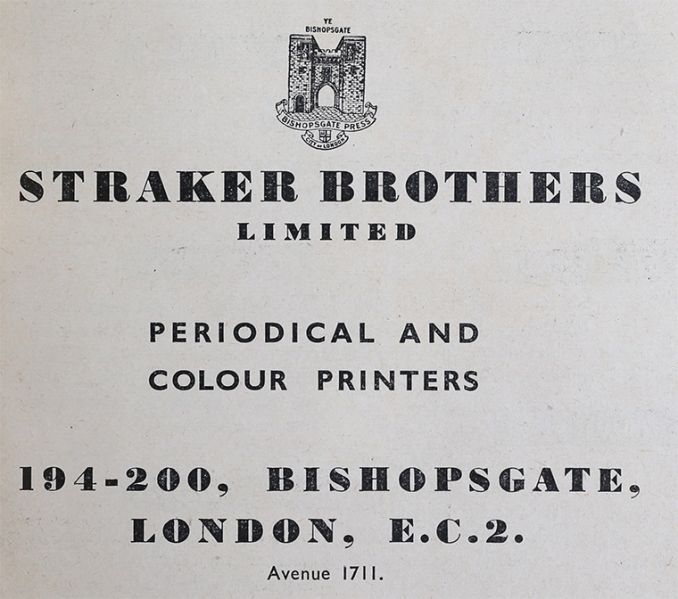 YE
BISHOPSGATE
BISHOPSGATE PRESS
CITY OF LONDON
STRAKER BROTHERS
LIMITED
PERIODICAL AND
COLOUR PRINTERS
194-200, BISHOPSGATE,
LONDON, E.C.2.
Avenue 1711.